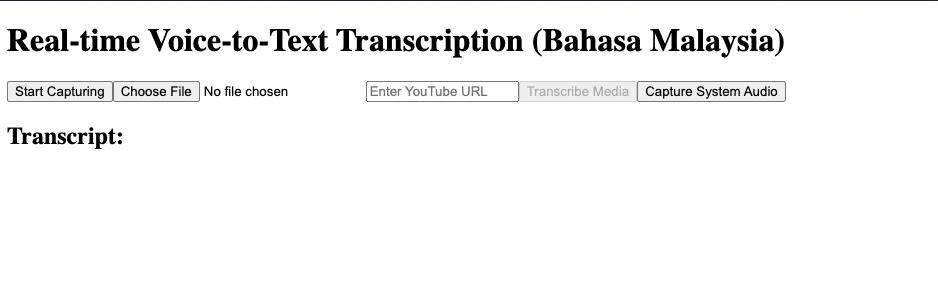 Real-time Voice-to-Text Transcription (Bahasa Malaysia)
Start Capturing Choose File No file chosen Enter YouTube URL Transcribe Media Capture System Audio
Transcript: